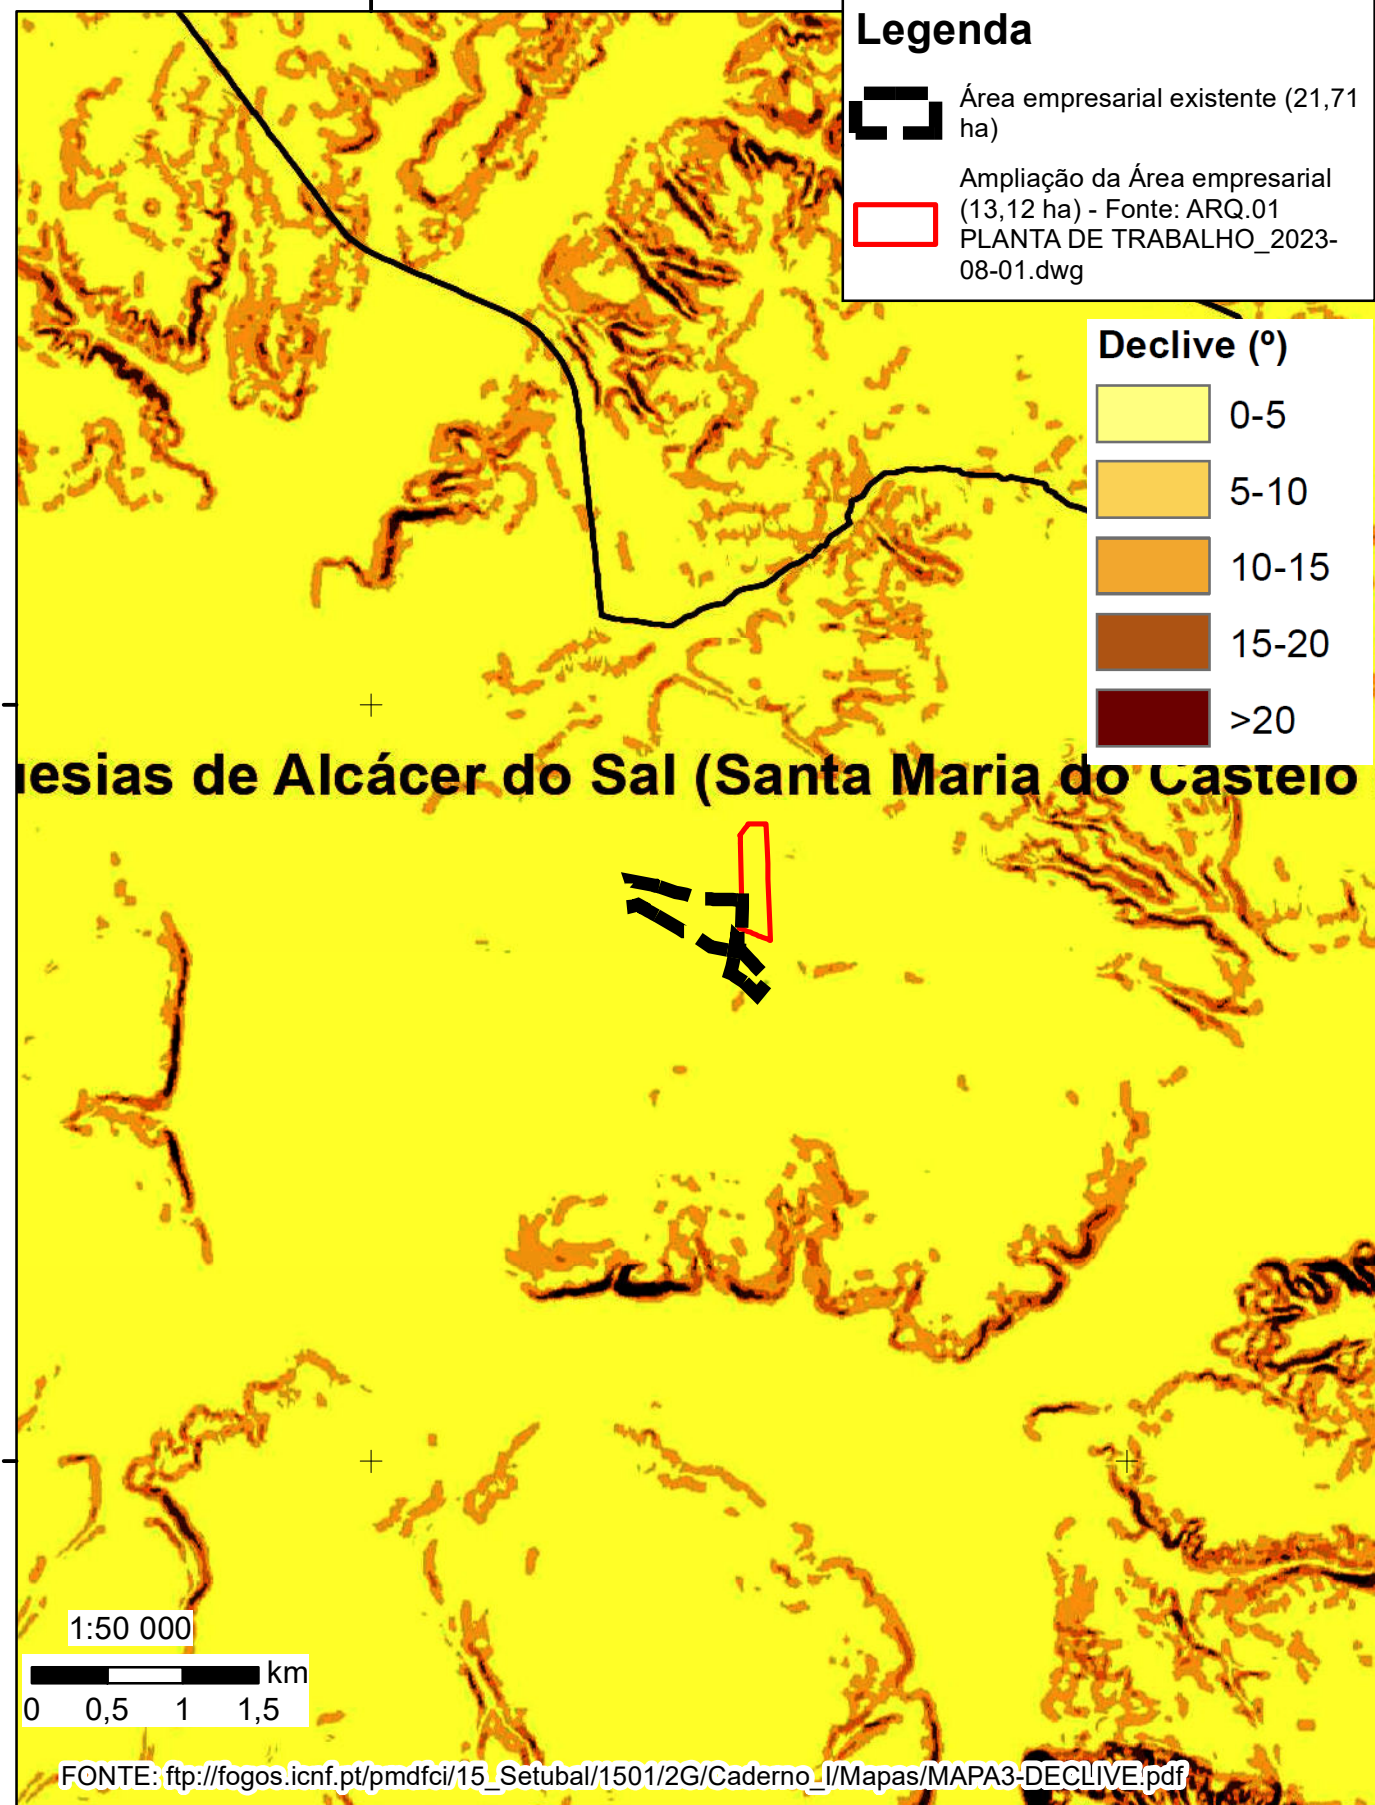 Legenda
Área empresarial existente (21,71
ha)
Ampliação da Área empresarial
(13,12 ha) - Fonte: ARQ.01
PLANTA DE TRABALHO_2023-
08-01.dwg
Declive (º)
0-5
5-10
10-15
15-20
>20
uesias de Alcácer do Sal (Santa Maria do Castelo
1:50 000
km
0 0,5 1 1,5
FONTE: ftp://fogos.icnf.pt/pmdfci/15_Setubal/1501/2G/Caderno_I/Mapas/MAPA3-DECLIVE.pdf